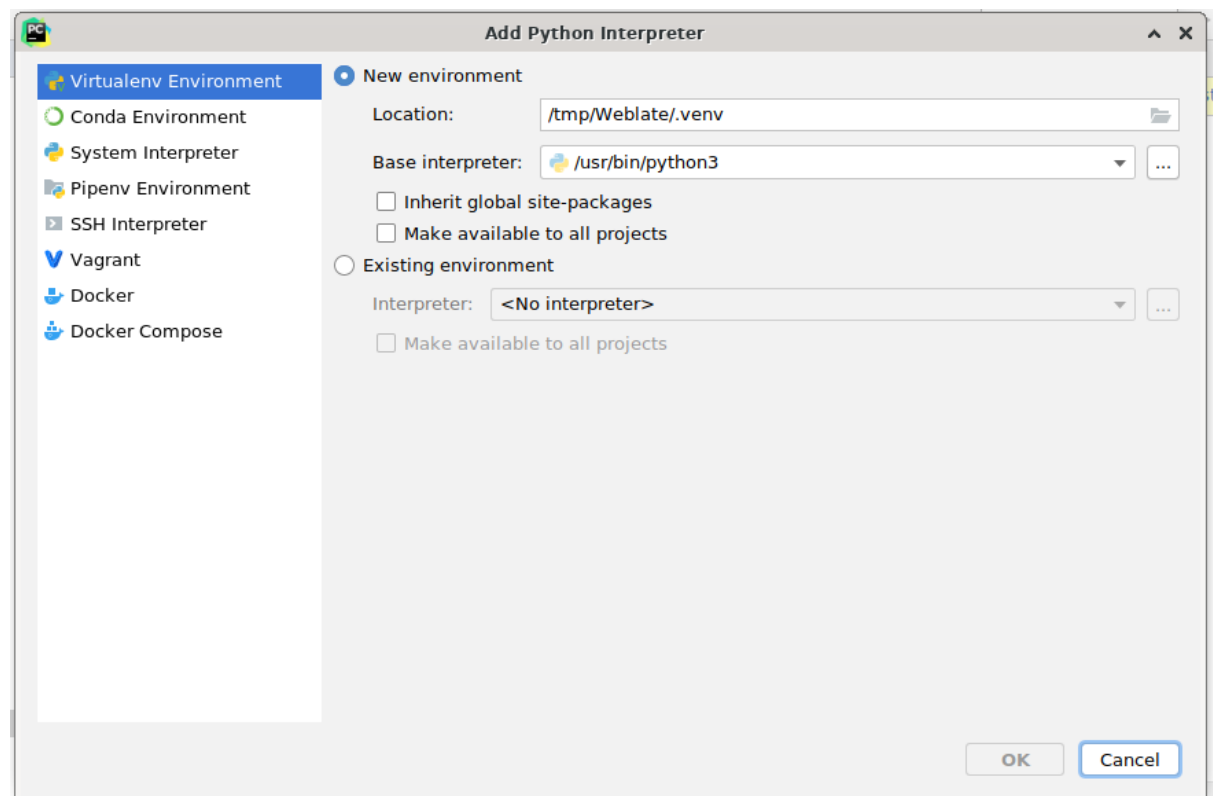 PC
Add Python Interpreter
Virtualenv Environment
Conda Environment
System Interpreter
Pipenv Environment
SSH Interpreter
Vagrant
Docker
Docker Compose
New environment
Location: /tmp/Weblate/.venv
Base interpreter: /usr/bin/python3 ...
Inherit global site-packages
Make available to all projects
Existing environment
Interpreter: <No interpreter> ...
Make available to all projects
OK Cancel